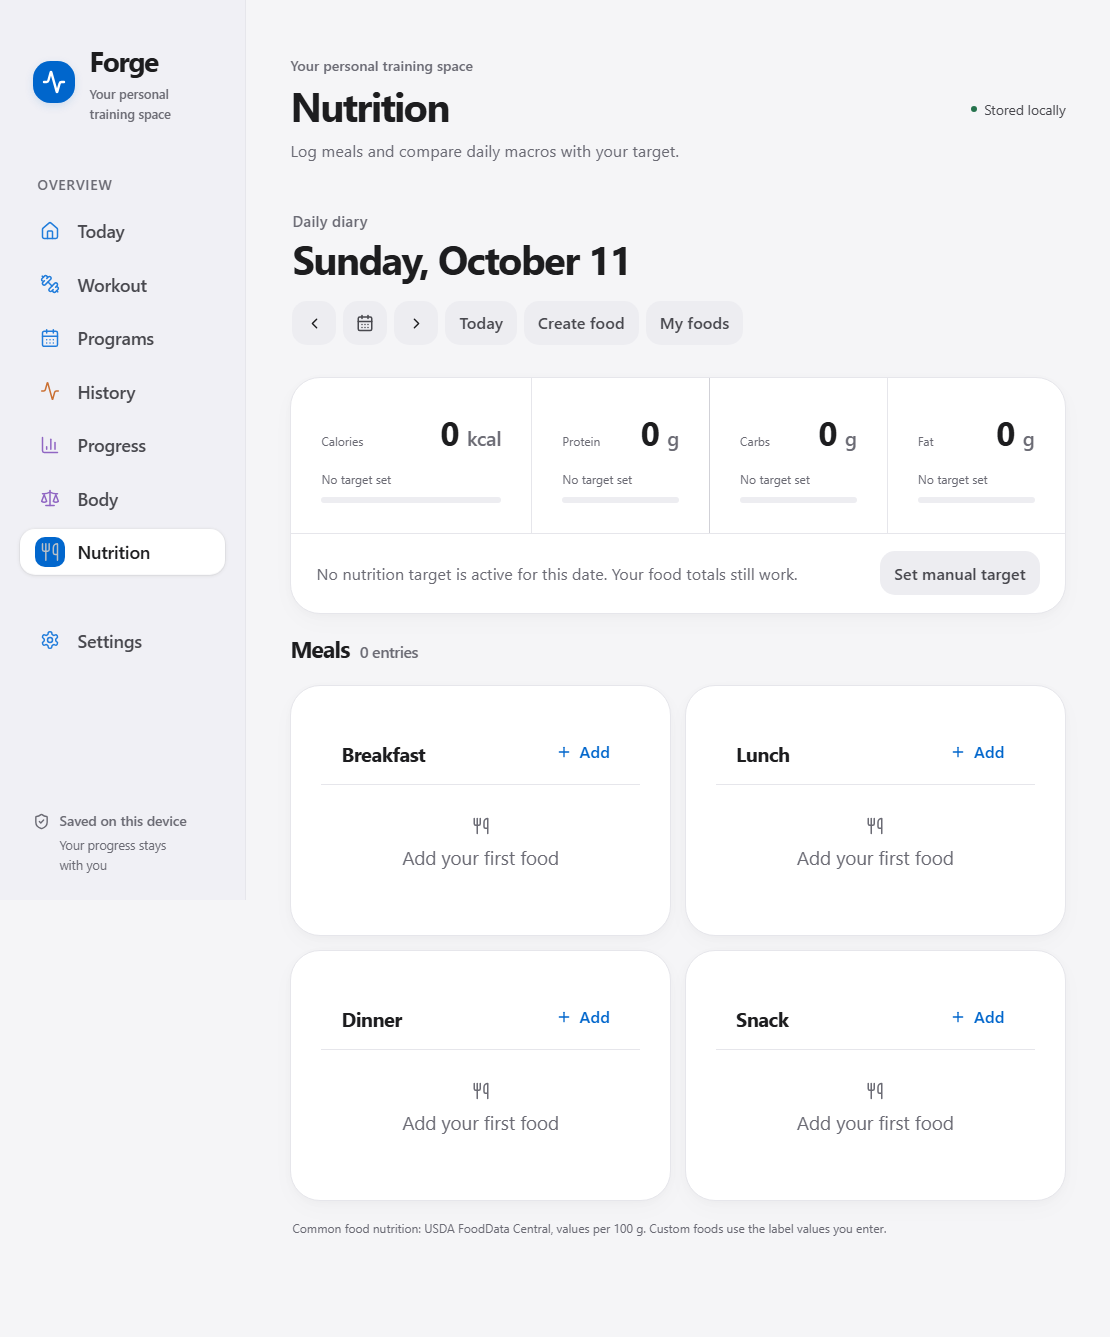 Forge
Your personal
training space
OVERVIEW
Today
Workout
Programs
History
Progress
Body
Nutrition
Settings
Saved on this device
Your progress stays
with you
Your personal training space
Nutrition
Stored locally
Log meals and compare daily macros with your target.
Daily diary
Sunday, October 11
Today
Create food
My foods
Calories 0 kcal
No target set
Protein 0 g
No target set
Carbs 0 g
No target set
Fat 0 g
No target set
No nutrition target is active for this date. Your food totals still work.
Set manual target
Meals 0 entries
Breakfast
+ Add
Add your first food
Lunch
+ Add
Add your first food
Dinner
+ Add
Add your first food
Snack
+ Add
Add your first food
Common food nutrition: USDA FoodData Central, values per 100 g. Custom foods use the label values you enter.